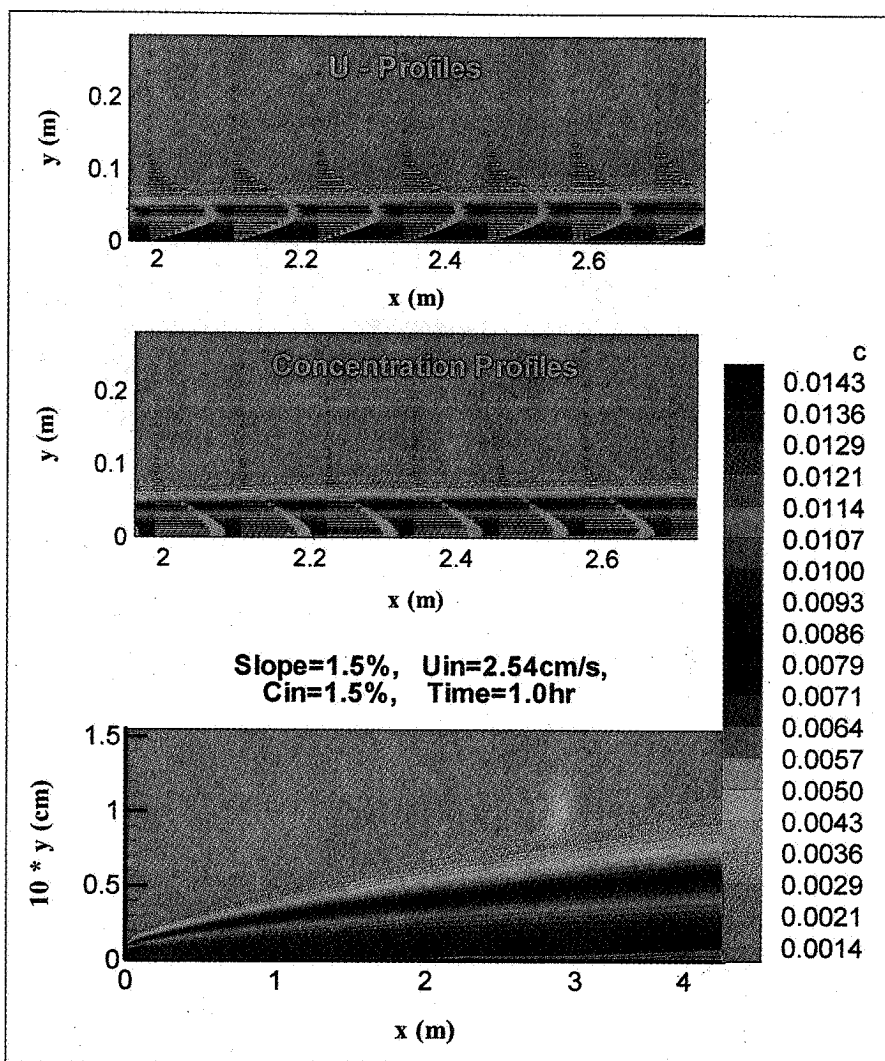 U - Profiles
0.2
0.1
0
y (m)
2 2.2 2.4 2.6
x (m)
Concentration Profiles
0.2
0.1
0
y (m)
2 2.2 2.4 2.6
x (m)
c
0.0143
0.0136
0.0129
0.0121
0.0114
0.0107
0.0100
0.0093
0.0086
0.0079
0.0071
0.0064
0.0057
0.0050
0.0043
0.0036
0.0029
0.0021
0.0014
Slope=1.5%, Uin=2.54cm/s,
Cin=1.5%, Time=1.0hr
1.5
1
0.5
0
10 * y (cm)
0 1 2 3 4
x (m)